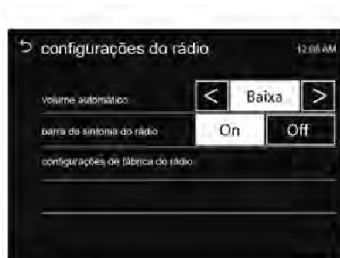 configurações do rádio 12:08 AM
volume automático < Baixa >
barra de sintonia do rádio On Off
configurações de fábrica do rádio